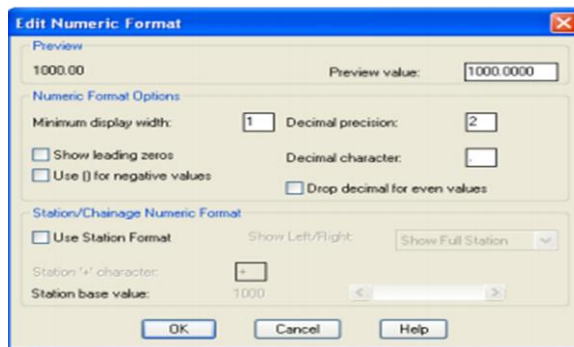 Edit Numeric Format
Preview
1000.00 Preview value: 1000.0000
Numeric Format Options
Minimum display width: 1 Decimal precision: 2
Show leading zeros Decimal character: .
Use () for negative values
Drop decimal for even values
Station/Chainage Numeric Format
Use Station Format Show Left/Right: Show Full Station
Station '+' character: +
Station base value: 1000
OK Cancel Help